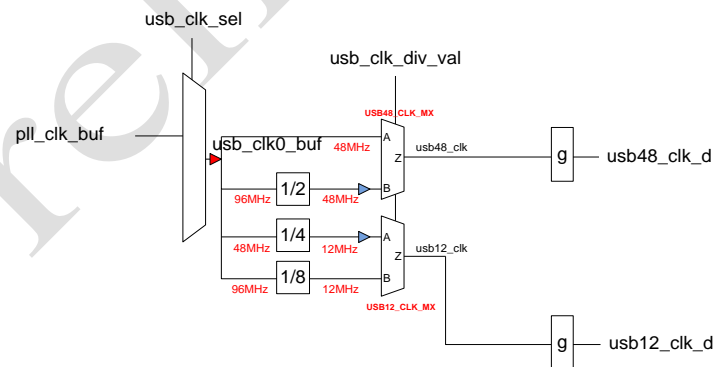 usb_clk_sel
usb_clk_div_val
USB48_CLK_MX
pll_clk_buf
usb_clk0_buf
48MHz
A
Z
B
usb48_clk
g
usb48_clk_d
96MHz
1/2
48MHz
48MHz
1/4
12MHz
A
Z
B
usb12_clk
96MHz
1/8
12MHz
USB12_CLK_MX
g
usb12_clk_d